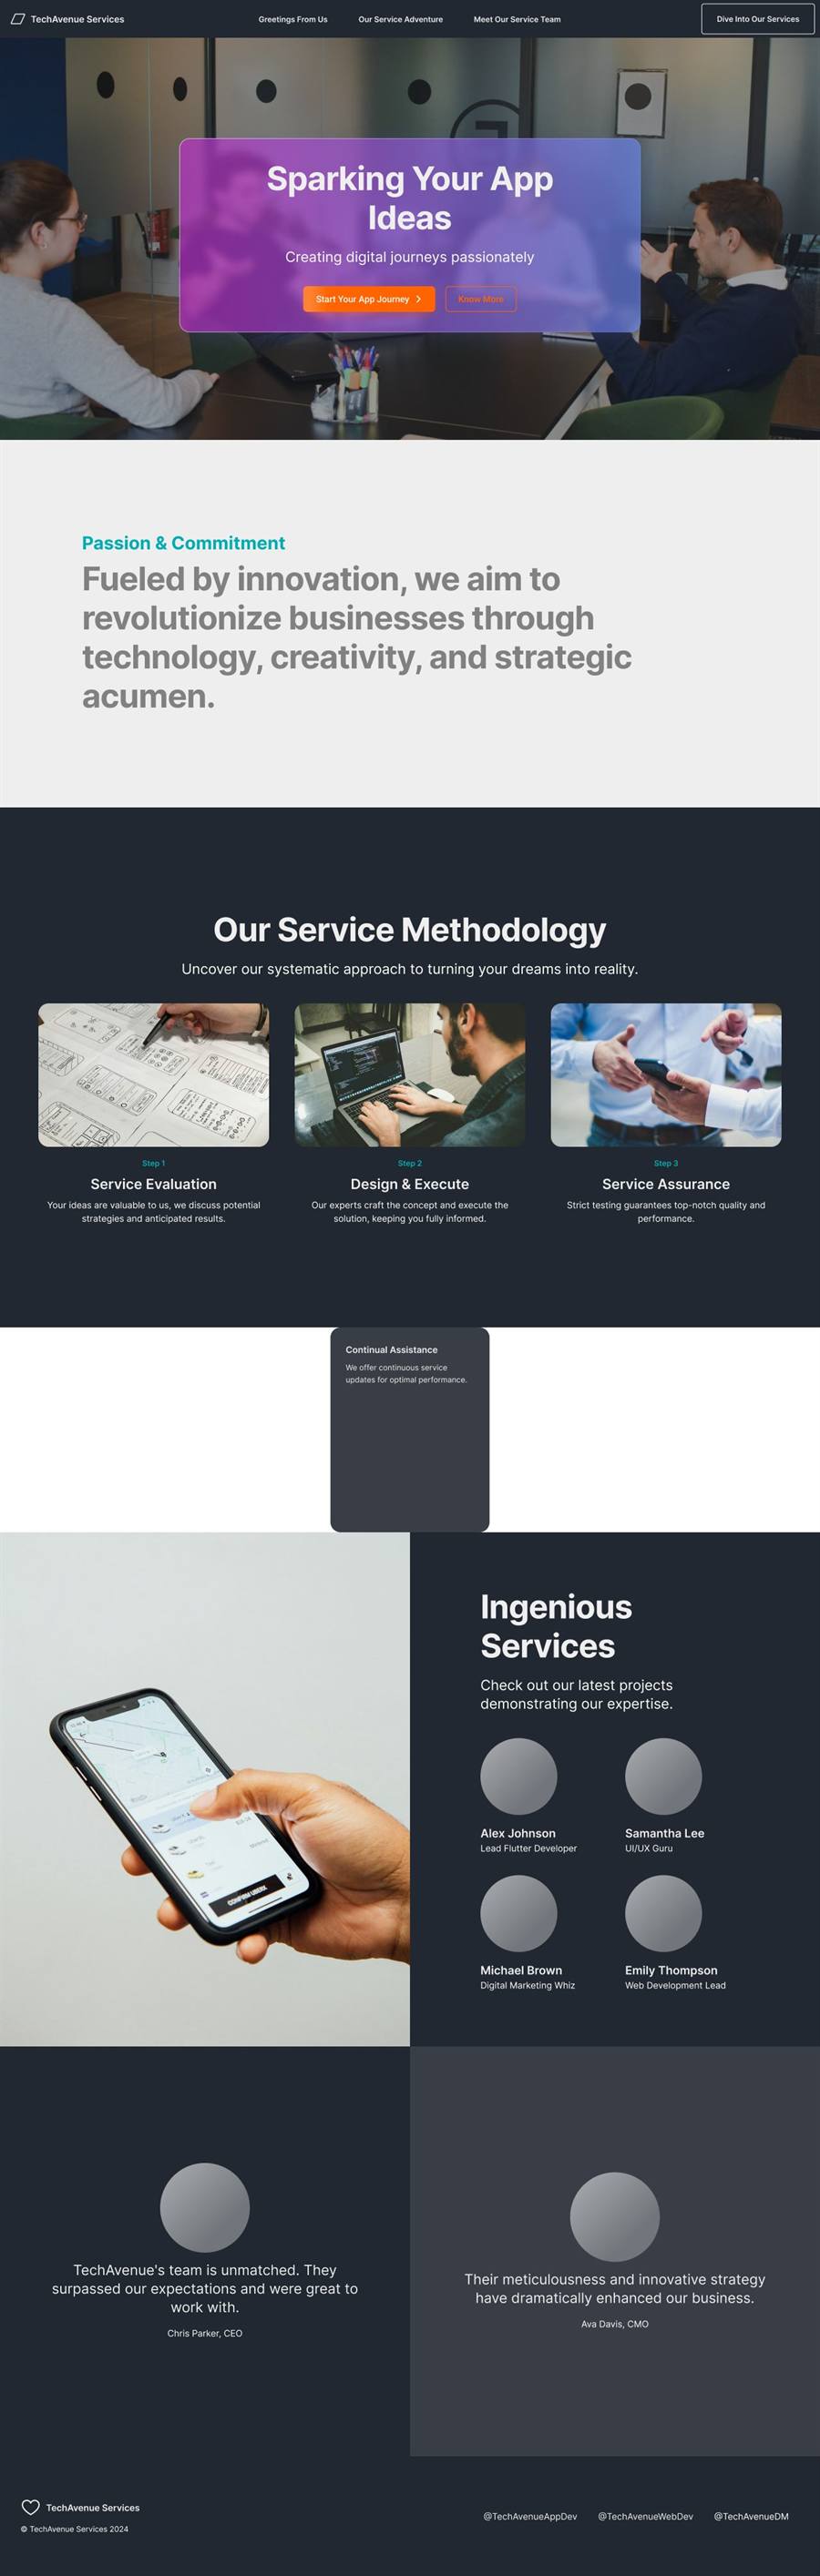 TechAvenue Services
Greetings From Us
Our Service Adventure
Meet Our Service Team
Dive Into Our Services
Sparking Your App
Ideas
Creating digital journeys passionately
Start Your App Journey
Know More
Passion & Commitment
Fueled by innovation, we aim to
revolutionize businesses through
technology, creativity, and strategic
acumen.
Our Service Methodology
Uncover our systematic approach to turning your dreams into reality.
Step 1
Service Evaluation
Your ideas are valuable to us, we discuss potential
strategies and anticipated results.
Step 2
Design & Execute
Our experts craft the concept and execute the
solution, keeping you fully informed.
Step 3
Service Assurance
Strict testing guarantees top-notch quality and
performance.
Continual Assistance
We offer continuous service
updates for optimal performance.
CONFIRM UBERX
Ingenious
Services
Check out our latest projects
demonstrating our expertise.
Alex Johnson
Lead Flutter Developer
Samantha Lee
UI/UX Guru
Michael Brown
Digital Marketing Whiz
Emily Thompson
Web Development Lead
TechAvenue's team is unmatched. They
surpassed our expectations and were great to
work with.
Chris Parker, CEO
Their meticulousness and innovative strategy
have dramatically enhanced our business.
Ava Davis, CMO
TechAvenue Services
© TechAvenue Services 2024
@TechAvenueAppDev
@TechAvenueWebDev
@TechAvenueDM